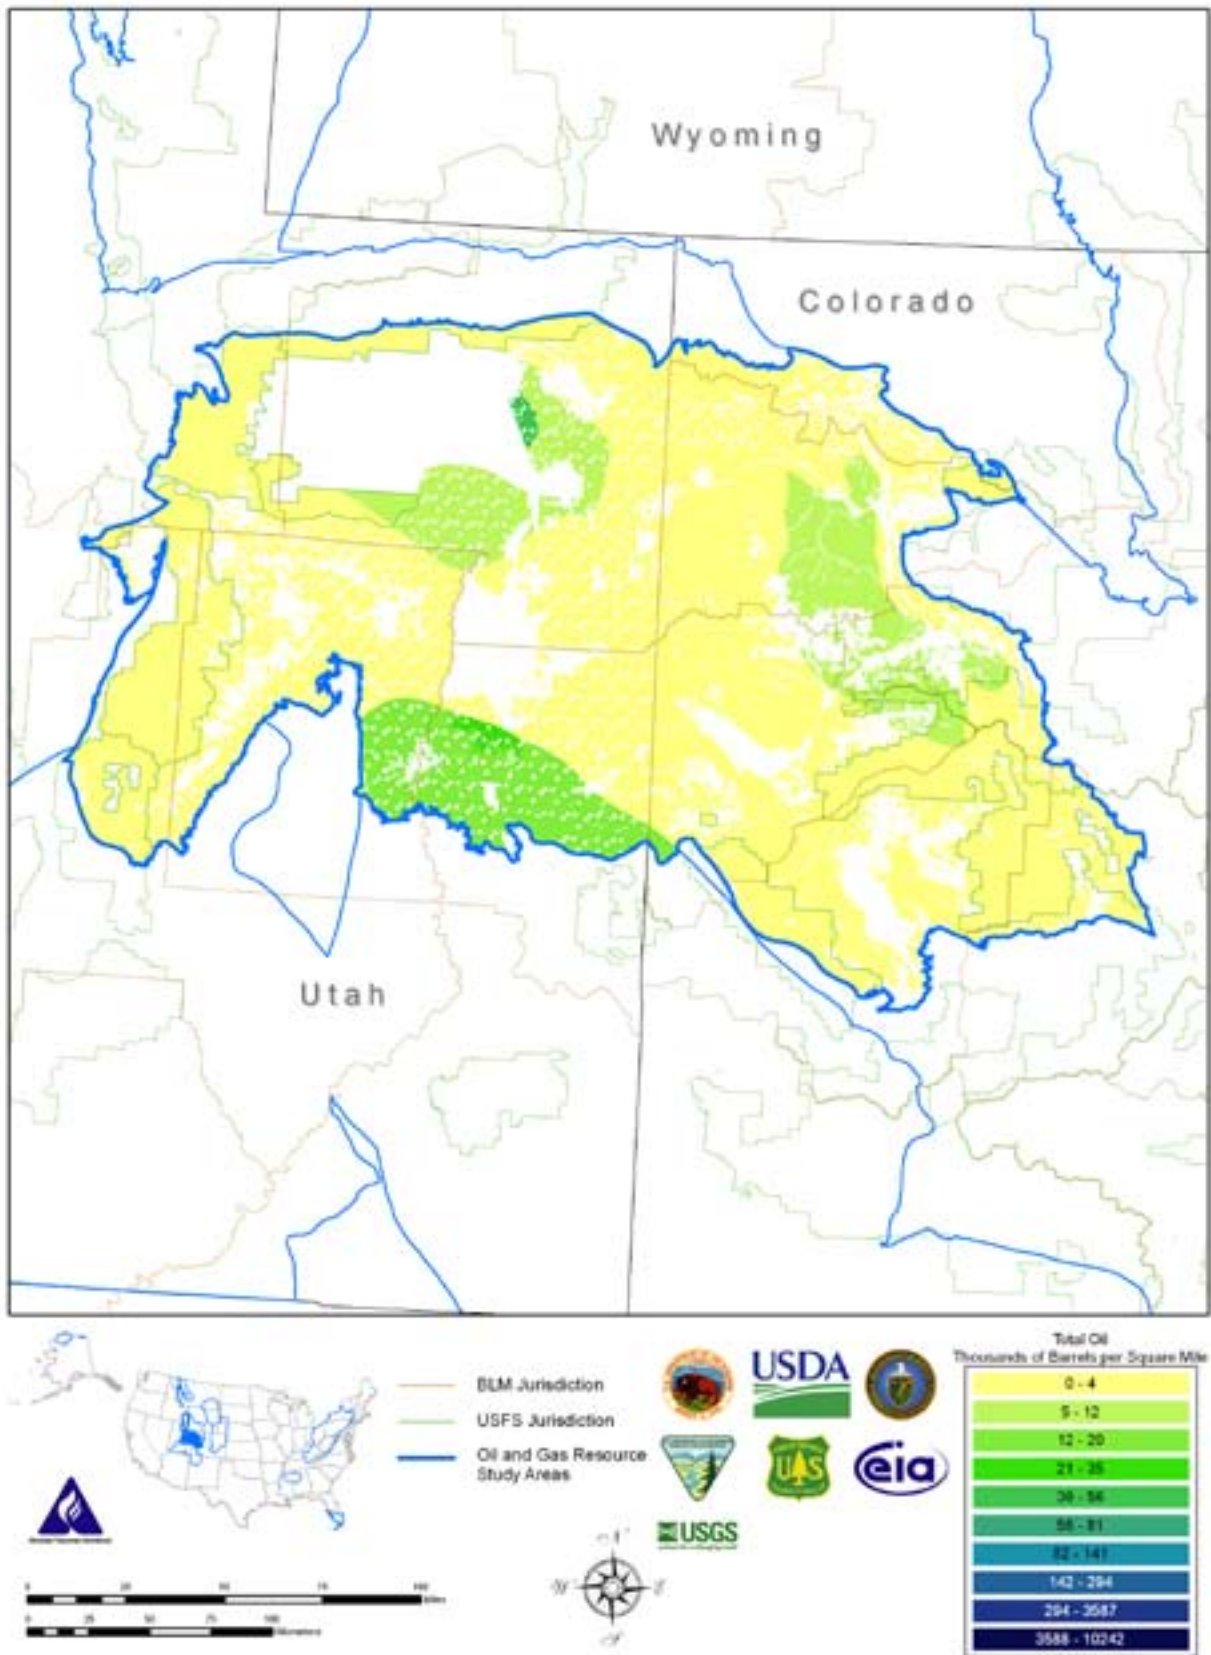 Wyoming
Colorado
Utah
BLM Jurisdiction
USFS Jurisdiction
Oil and Gas Resource
Study Areas
USDA
UAS
eia
USGS
N
W
E
S
Total Oil
Thousands of Barrels per Square Mile
0 - 4
5 - 12
12 - 20
21 - 35
36 - 56
56 - 81
82 - 141
142 - 294
294 - 3587
3588 - 10242